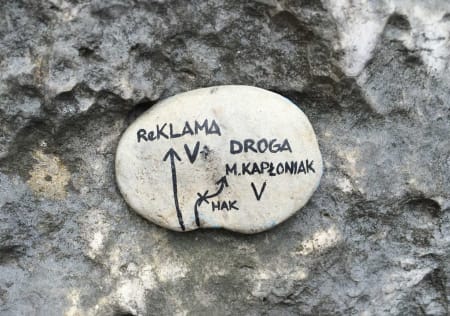 ReKLAMA
V+
DROGA
M.KAPŁONIAK
V
HAK